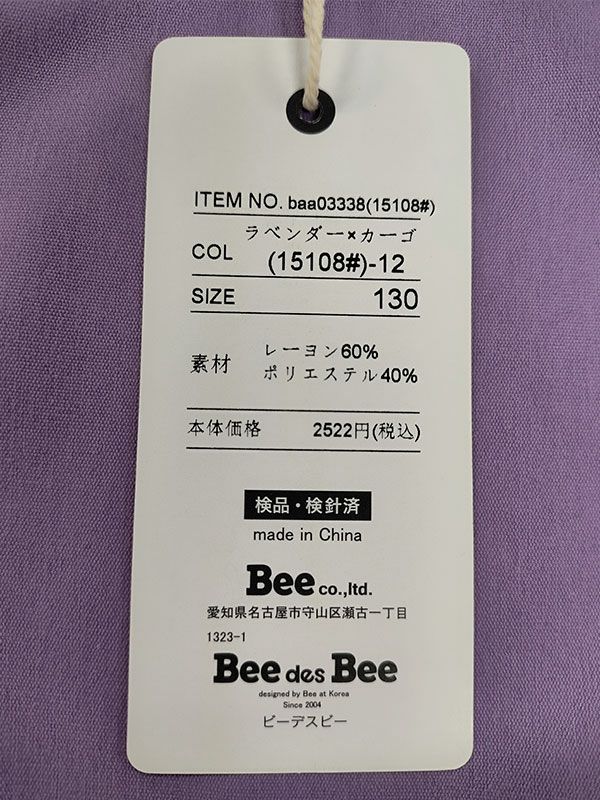 ITEM NO. baa03338(15108#)
ラベンダー×カーゴ
COL (15108#)-12
SIZE 130
素材 レーヨン60%
ポリエステル40%
本体価格 2522円(税込)
検品・検針済
made in China
Bee co.,ltd.
愛知県名古屋市守山区瀬古一丁目
1323-1
Bee des Bee
designed by Bee at Korea
Since 2004
ビーデスビー